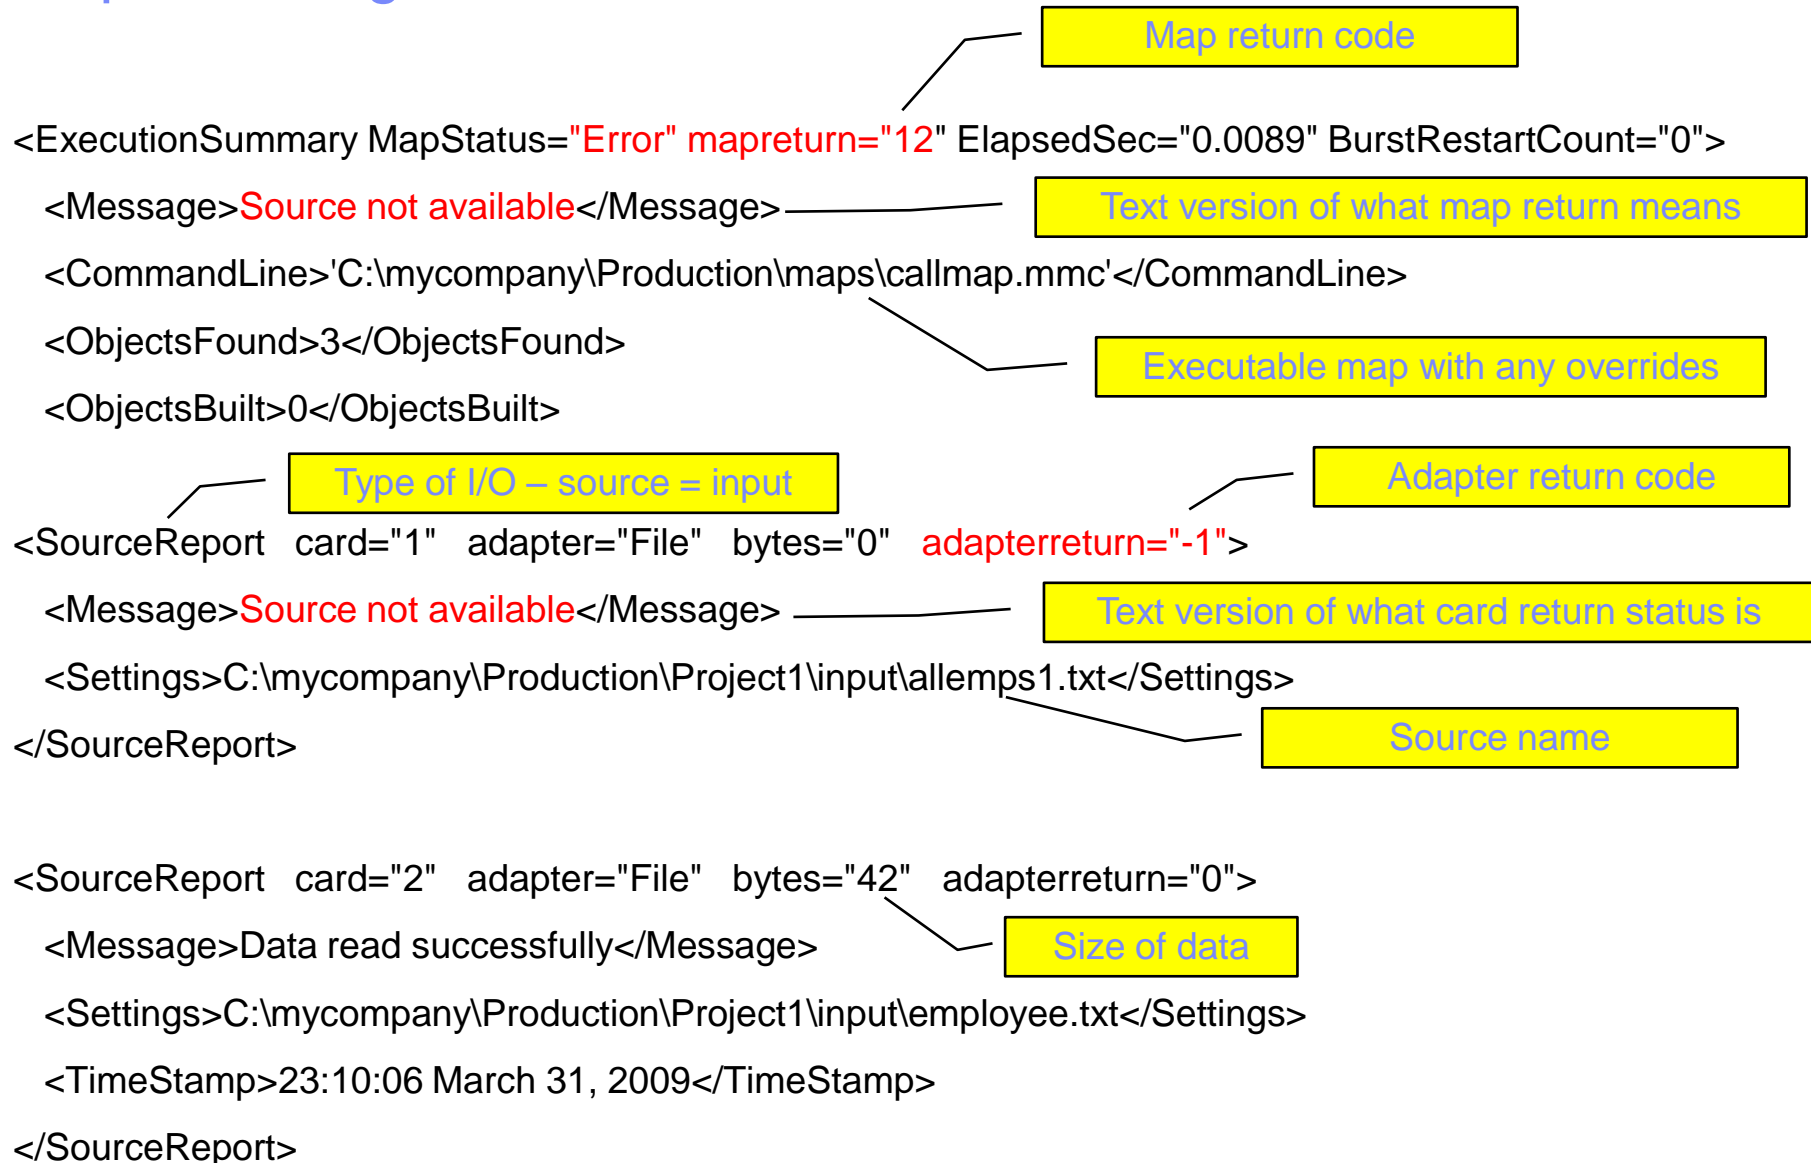 Map return code
<ExecutionSummary MapStatus="Error" mapreturn="12" ElapsedSec="0.0089" BurstRestartCount="0">
<Message>Source not available</Message>
Text version of what map return means
<CommandLine>'C:\mycompany\Production\maps\callmap.mmc'</CommandLine>
<ObjectsFound>3</ObjectsFound>
Executable map with any overrides
<ObjectsBuilt>0</ObjectsBuilt>
Type of I/O – source = input
Adapter return code
<SourceReport card="1" adapter="File" bytes="0" adapterreturn="-1">
<Message>Source not available</Message>
Text version of what card return status is
<Settings>C:\mycompany\Production\Project1\input\allemps1.txt</Settings>
</SourceReport>
Source name
<SourceReport card="2" adapter="File" bytes="42" adapterreturn="0">
<Message>Data read successfully</Message>
Size of data
<Settings>C:\mycompany\Production\Project1\input\employee.txt</Settings>
<TimeStamp>23:10:06 March 31, 2009</TimeStamp>
</SourceReport>